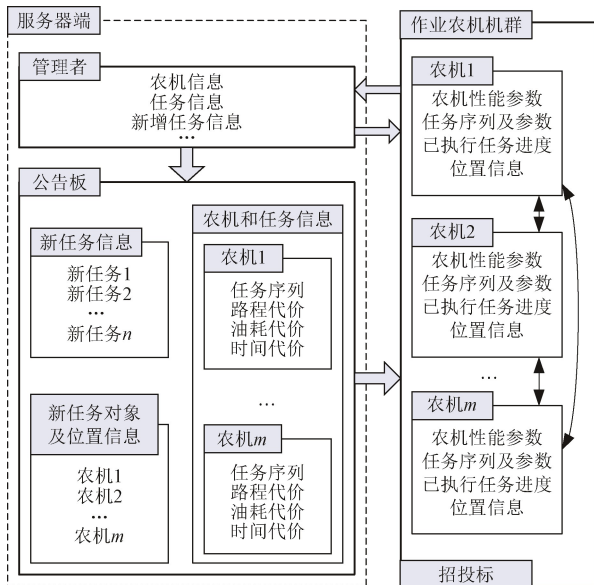 服务器端
管理者
农机信息
任务信息
新增任务信息
…
公告板
新任务信息
新任务1
新任务2
…
新任务n
新任务对象
及位置信息
农机1
农机2
…
农机m
农机和任务信息
农机1
任务序列
路程代价
油耗代价
时间代价
…
农机m
任务序列
路程代价
油耗代价
时间代价
作业农机机群
农机1
农机性能参数
任务序列及参数
已执行任务进度
位置信息
农机2
农机性能参数
任务序列及参数
已执行任务进度
位置信息
…
农机m
农机性能参数
任务序列及参数
已执行任务进度
位置信息
招投标